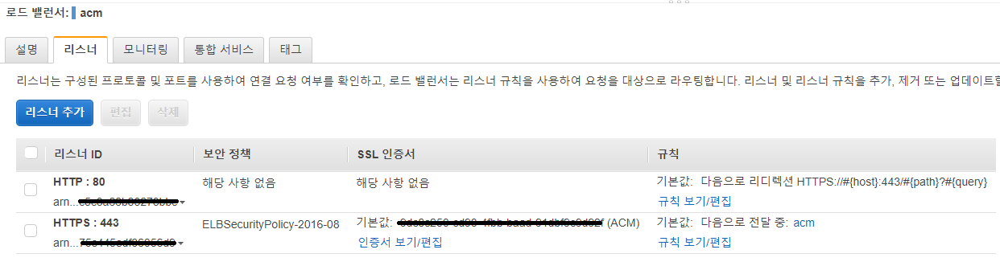 로드 밸런서: acm
설명 리스너 모니터링 통합 서비스 태그
리스너는 구성된 프로토콜 및 포트를 사용하여 연결 요청 여부를 확인하고, 로드 밸런서는 리스너 규칙을 사용하여 요청을 대상으로 라우팅합니다. 리스너 및 리스너 규칙을 추가, 제거 또는 업데이트할
리스너 추가 편집 삭제
리스너 ID 보안 정책 SSL 인증서 규칙
HTTP : 80 해당 사항 없음 해당 사항 없음 기본값: 다음으로 리디렉션 HTTPS://#{host}:443/#{path}?#{query}
arn... 규칙 보기/편집
HTTPS : 443 ELBSecurityPolicy-2016-08 기본값: (ACM) 기본값: 다음으로 전달 중: acm
arn... 인증서 보기/편집 규칙 보기/편집